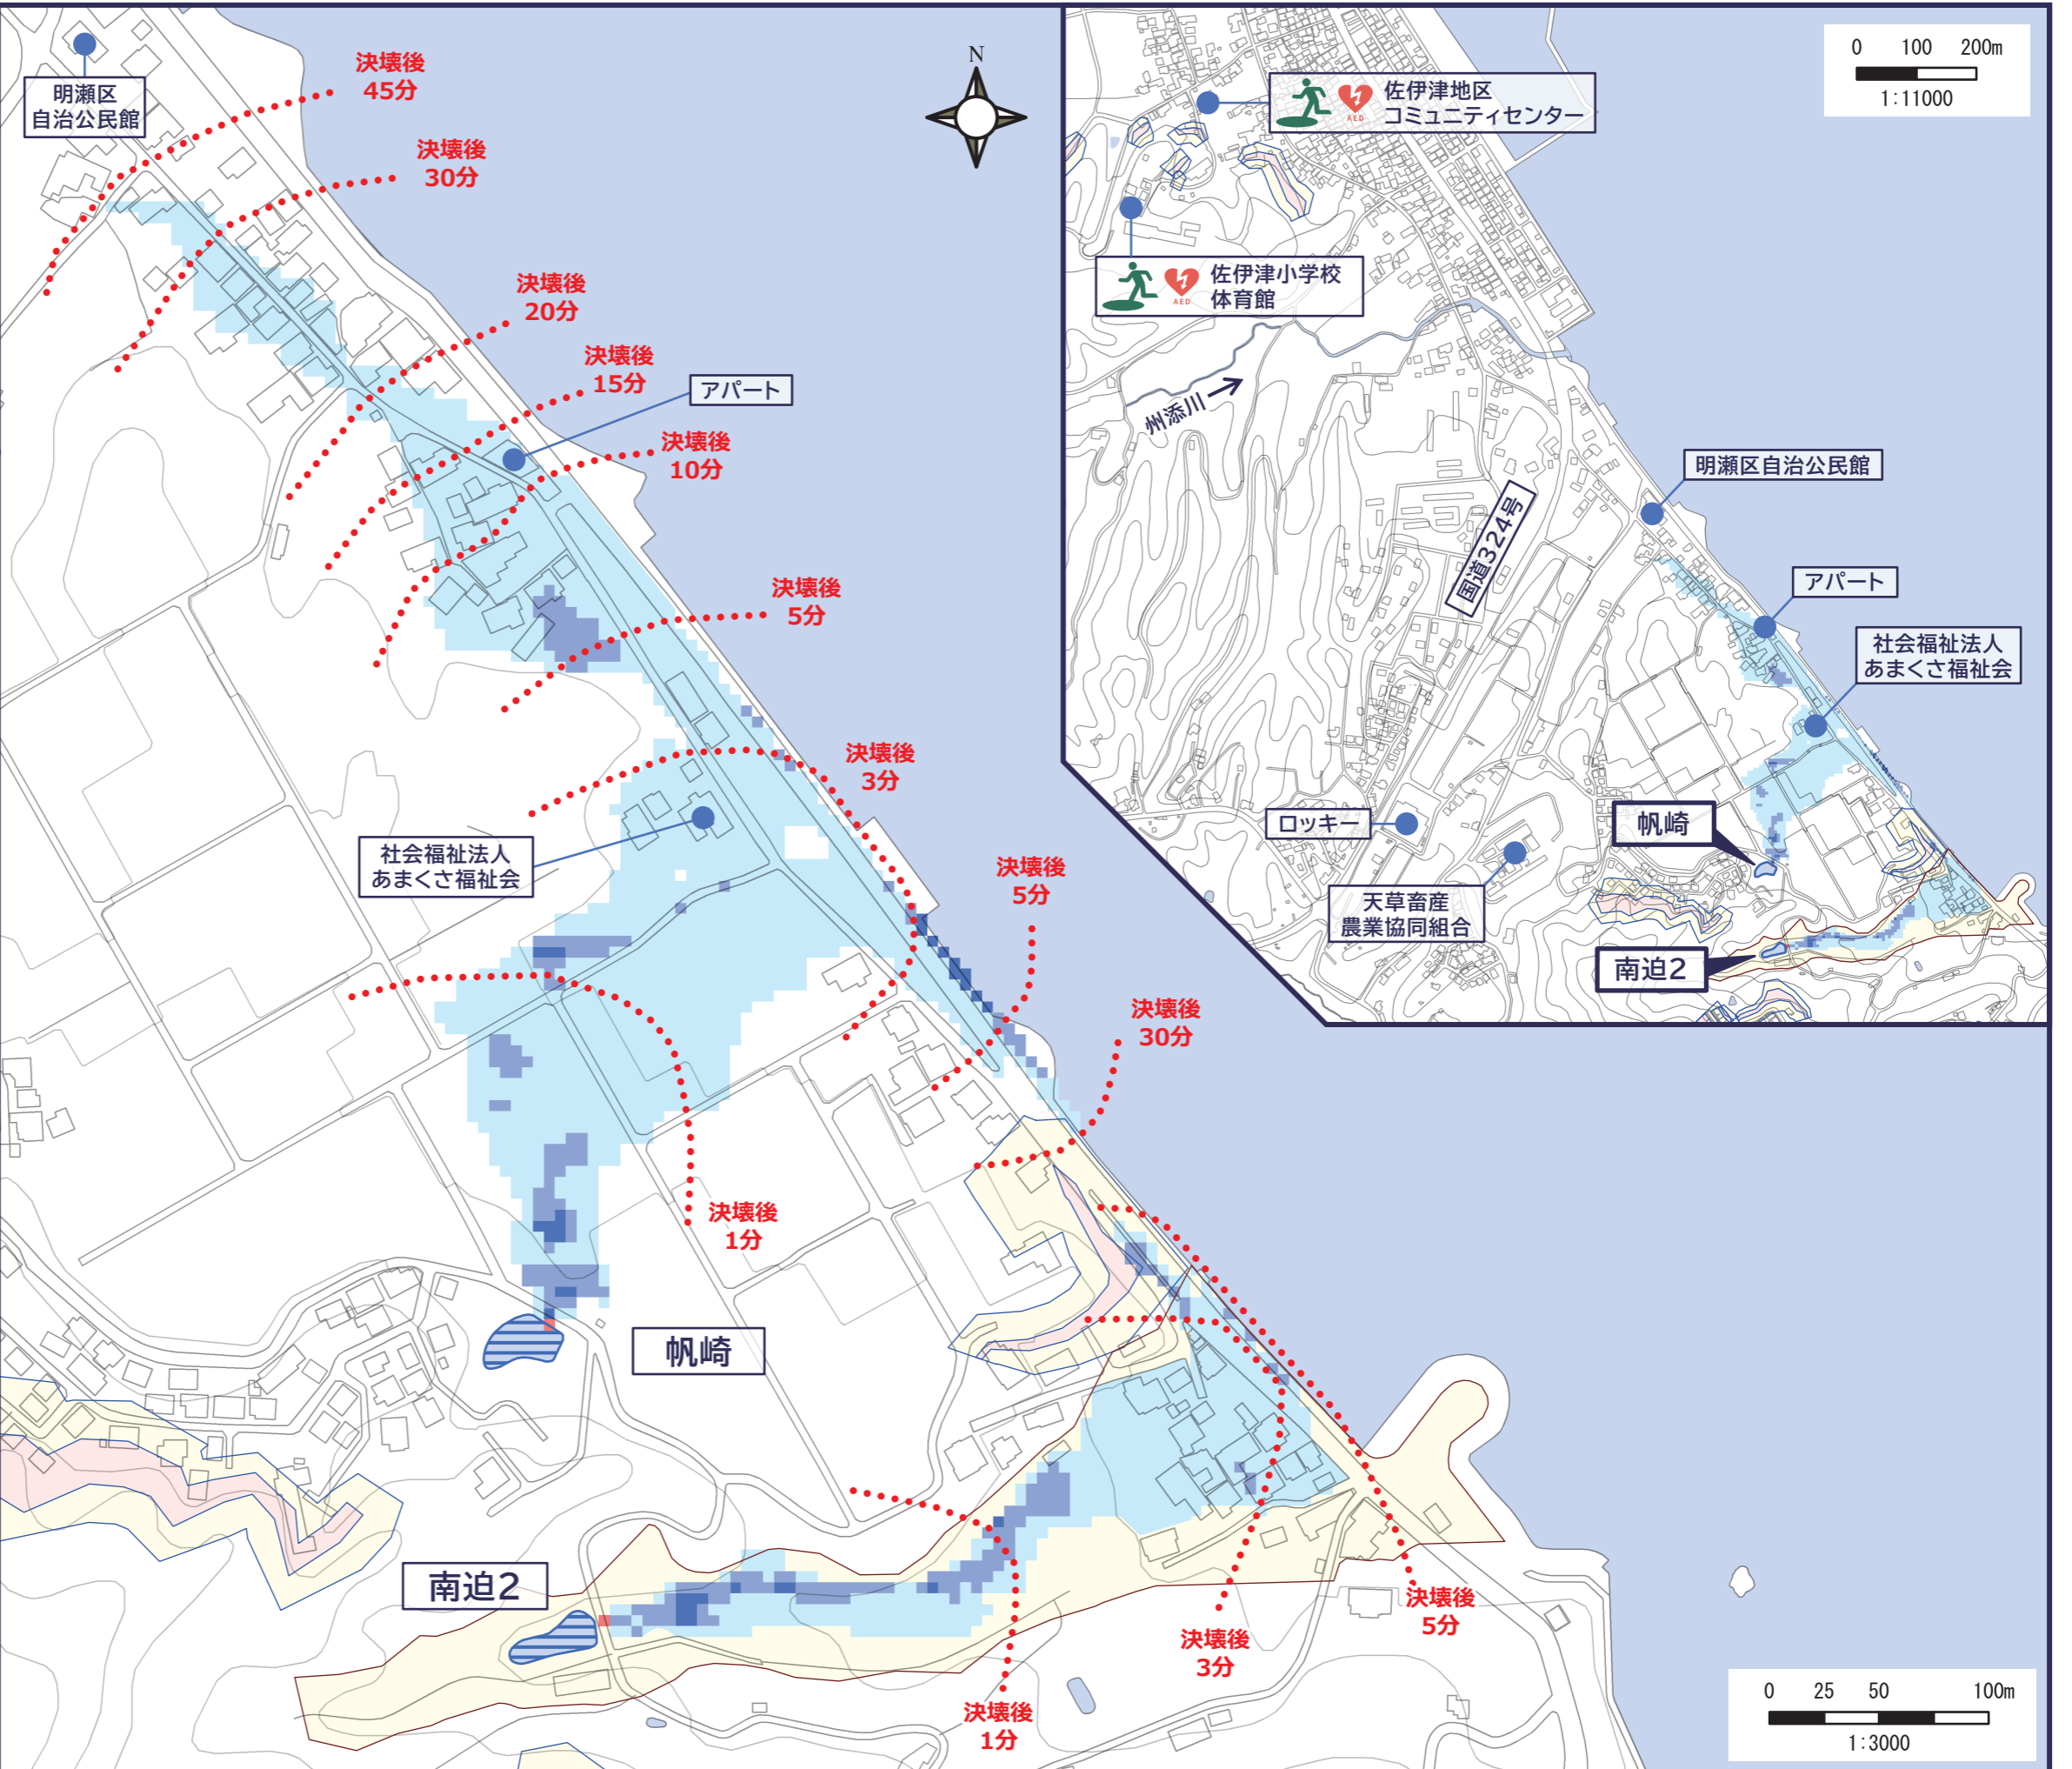 明瀬区
自治公民館
決壊後
45分
決壊後
30分
決壊後
20分
決壊後
15分
アパート
決壊後
10分
決壊後
5分
決壊後
3分
社会福祉法人
あまくさ福祉会
決壊後
5分
決壊後
30分
決壊後
1分
帆崎
南迫2
決壊後
1分
決壊後
3分
決壊後
5分
N
0 100 200m
1:11000
AED
佐伊津地区
コミュニティセンター
AED
佐伊津小学校
体育館
州添川
国道324号
明瀬区自治公民館
アパート
社会福祉法人
あまくさ福祉会
帆崎
ロッキー
天草畜産
農業協同組合
南迫2
0 25 50 100m
1:3000